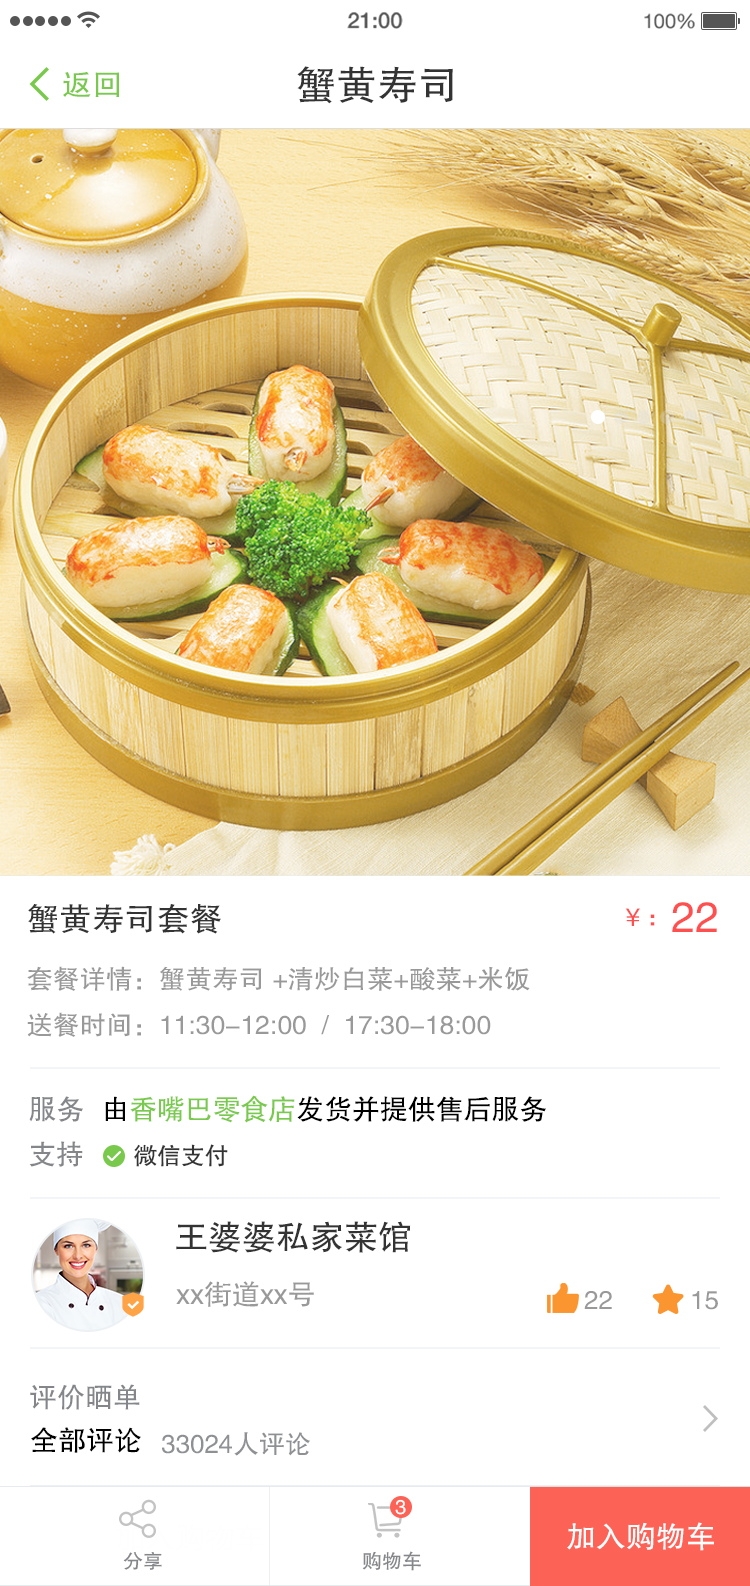 21:00
100%
返回
蟹黄寿司
蟹黄寿司套餐
¥：22
套餐详情：蟹黄寿司 +清炒白菜+酸菜+米饭
送餐时间：11:30-12:00 / 17:30-18:00
服务 由香嘴巴零食店发货并提供售后服务
支持 微信支付
王婆婆私家菜馆
xx街道xx号
22
15
评价晒单
全部评论 33024人评论
分享
3
购物车
加入购物车